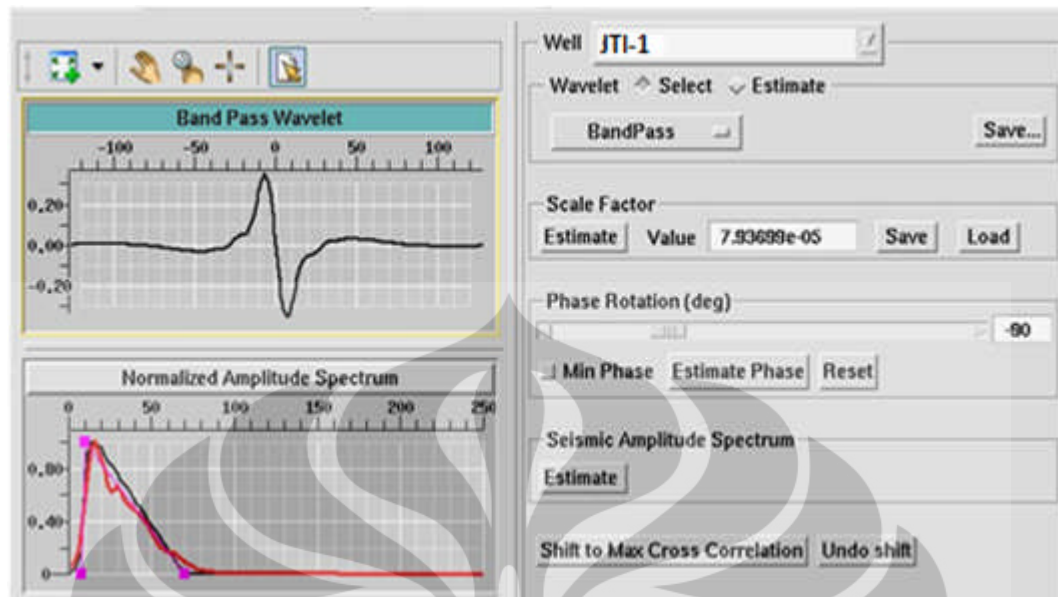 Well JTI-1
Wavelet Select Estimate
BandPass Save...
Scale Factor
Estimate Value 7.93699e-05 Save Load
Phase Rotation (deg)
-90
Min Phase Estimate Phase Reset
Seismic Amplitude Spectrum
Estimate
Shift to Max Cross Correlation Undo shift
Band Pass Wavelet
-100 -50 0 50 100
0.20
0.00
-0.20
Normalized Amplitude Spectrum
0 50 100 150 200 250
0.80
0.40
0